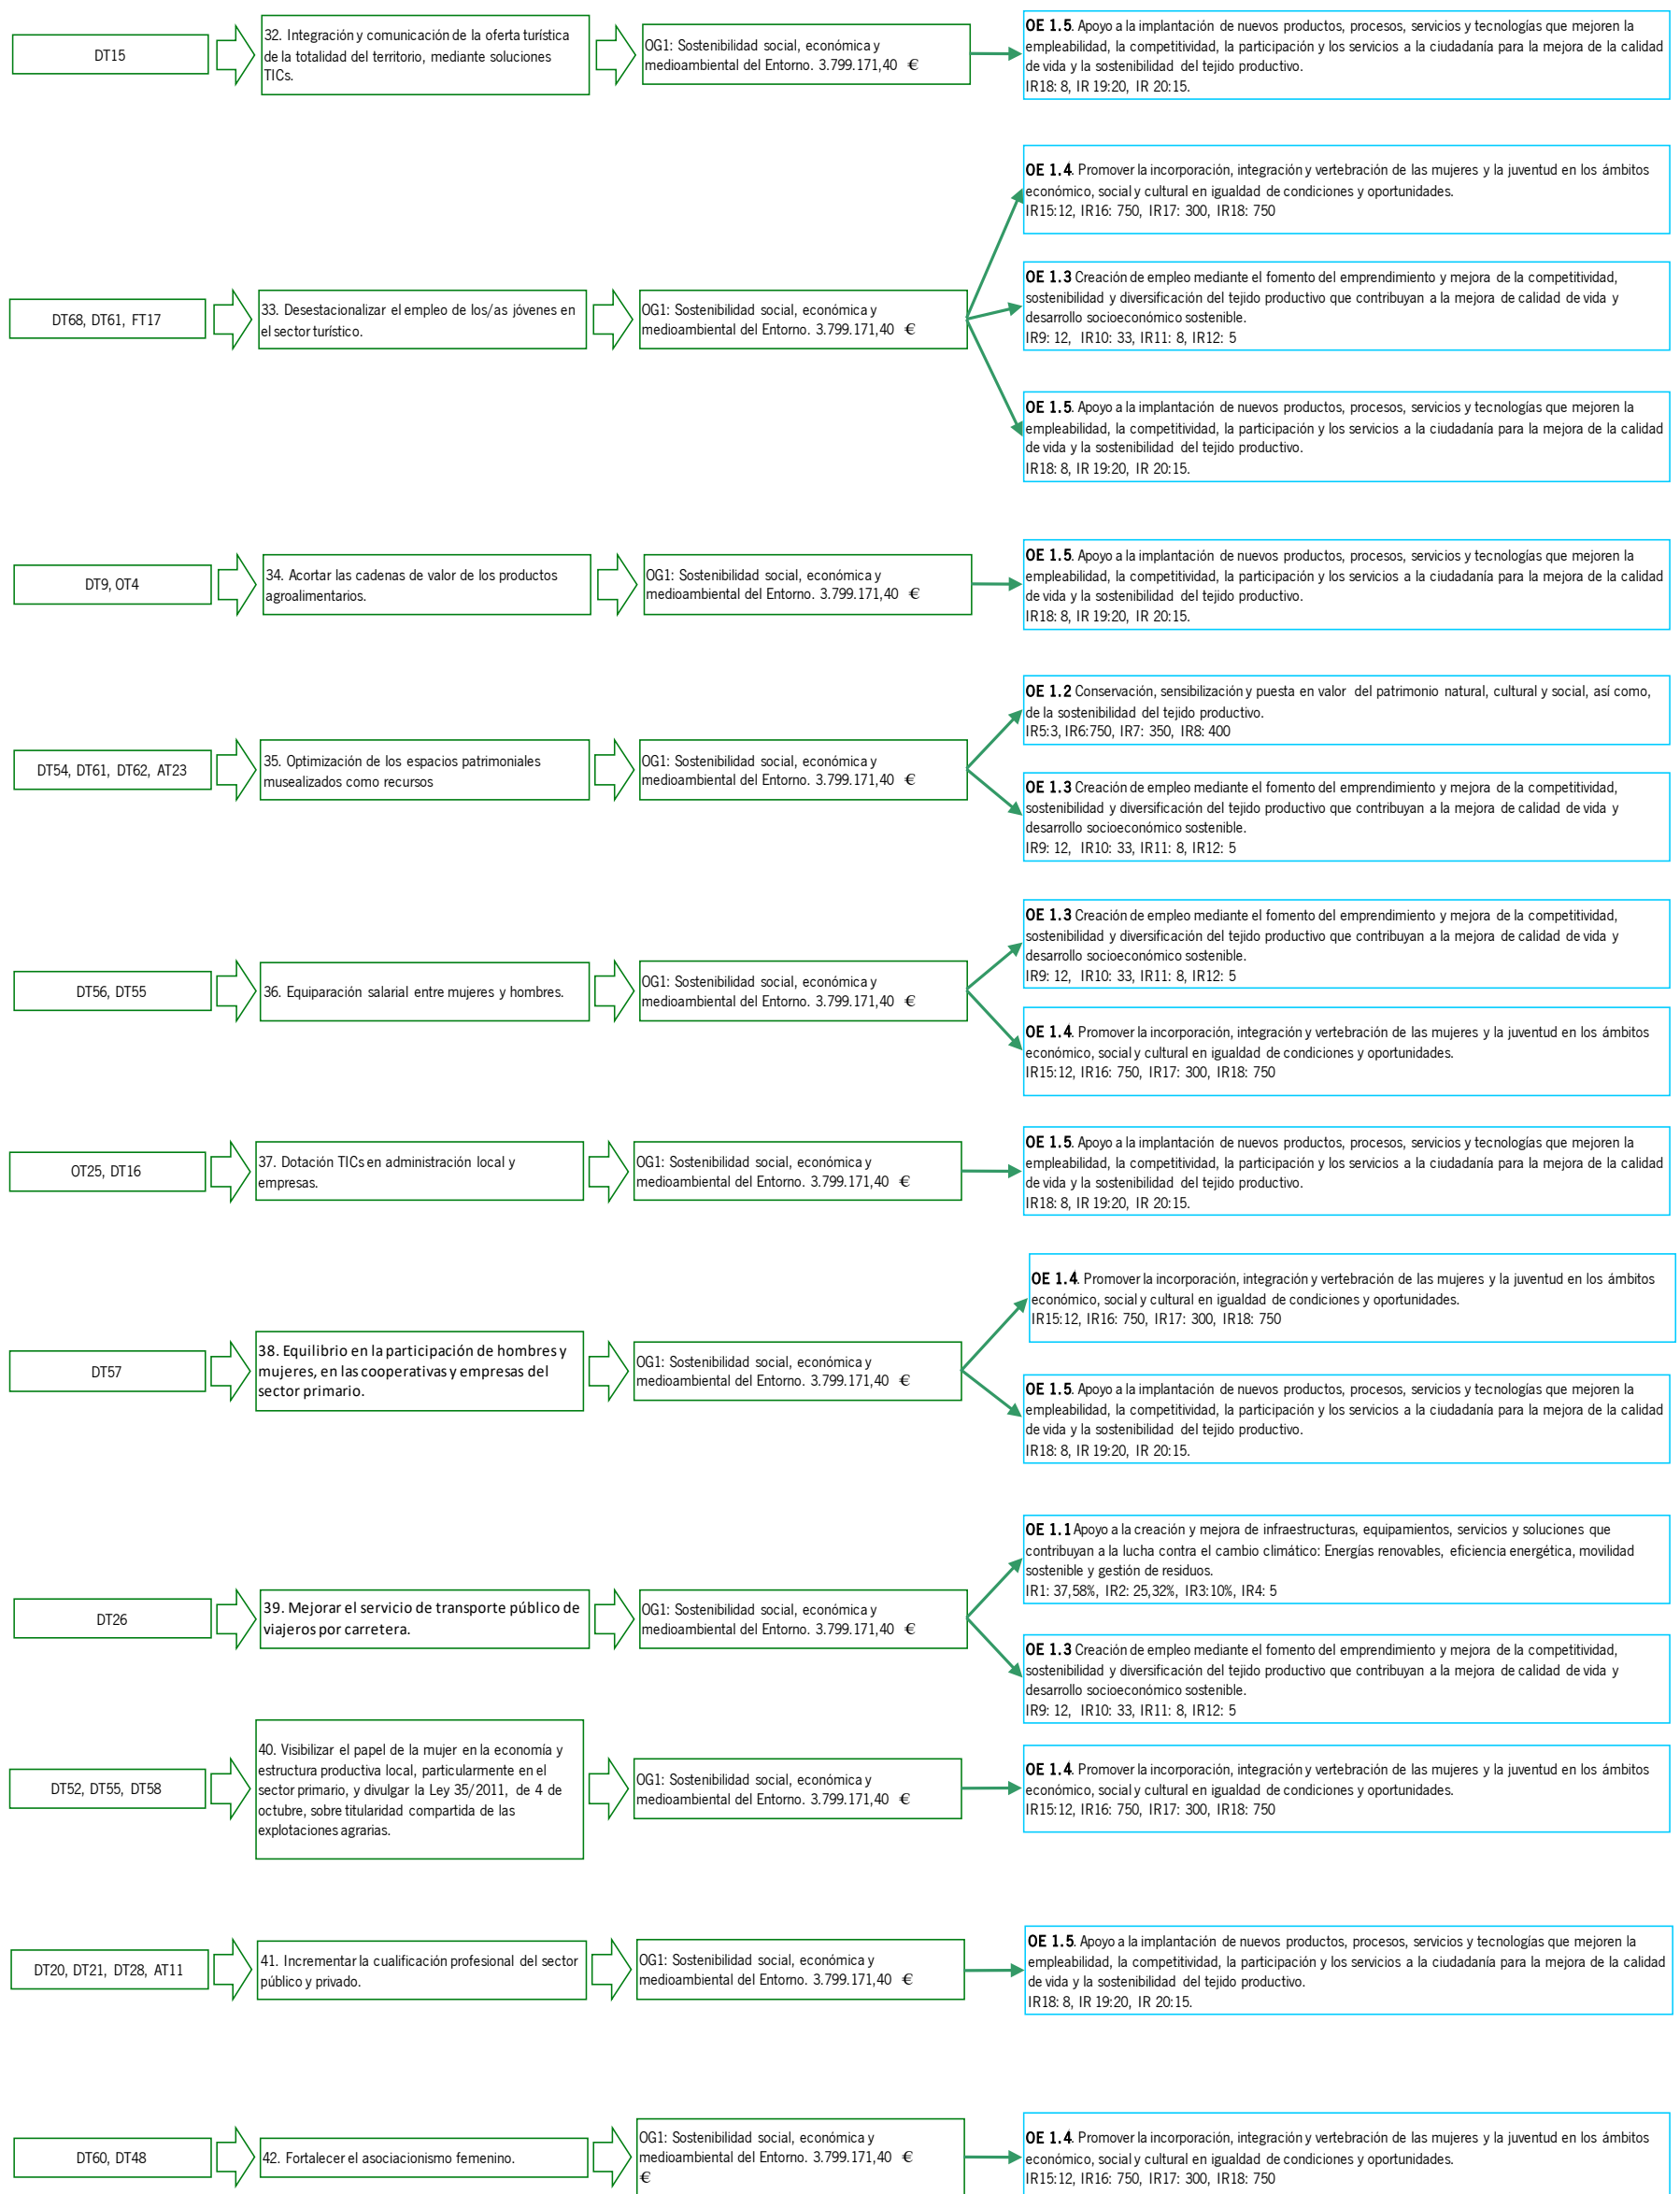 DT15
32. Integración y comunicación de la oferta turística
de la totalidad del territorio, mediante soluciones
TICs.
OG1: Sostenibilidad social, económica y
medioambiental del Entorno. 3.799.171,40 €
OE 1.5. Apoyo a la implantación de nuevos productos, procesos, servicios y tecnologías que mejoren la
empleabilidad, la competitividad, la participación y los servicios a la ciudadanía para la mejora de la calidad
de vida y la sostenibilidad del tejido productivo.
IR18: 8, IR 19:20, IR 20:15.
DT68, DT61, FT17
33. Desestacionalizar el empleo de los/as jóvenes en
el sector turístico.
OG1: Sostenibilidad social, económica y
medioambiental del Entorno. 3.799.171,40 €
OE 1.4. Promover la incorporación, integración y vertebración de las mujeres y la juventud en los ámbitos
económico, social y cultural en igualdad de condiciones y oportunidades.
IR15:12, IR16: 750, IR17: 300, IR18: 750
OE 1.3 Creación de empleo mediante el fomento del emprendimiento y mejora de la competitividad,
sostenibilidad y diversificación del tejido productivo que contribuyan a la mejora de calidad de vida y
desarrollo socioeconómico sostenible.
IR9: 12, IR10: 33, IR11: 8, IR12: 5
OE 1.5. Apoyo a la implantación de nuevos productos, procesos, servicios y tecnologías que mejoren la
empleabilidad, la competitividad, la participación y los servicios a la ciudadanía para la mejora de la calidad
de vida y la sostenibilidad del tejido productivo.
IR18: 8, IR 19:20, IR 20:15.
DT9, OT4
34. Acortar las cadenas de valor de los productos
agroalimentarios.
OG1: Sostenibilidad social, económica y
medioambiental del Entorno. 3.799.171,40 €
OE 1.5. Apoyo a la implantación de nuevos productos, procesos, servicios y tecnologías que mejoren la
empleabilidad, la competitividad, la participación y los servicios a la ciudadanía para la mejora de la calidad
de vida y la sostenibilidad del tejido productivo.
IR18: 8, IR 19:20, IR 20:15.
DT54, DT61, DT62, AT23
35. Optimización de los espacios patrimoniales
musealizados como recursos
OG1: Sostenibilidad social, económica y
medioambiental del Entorno. 3.799.171,40 €
OE 1.2 Conservación, sensibilización y puesta en valor del patrimonio natural, cultural y social, así como,
de la sostenibilidad del tejido productivo.
IR5:3, IR6:750, IR7: 350, IR8: 400
OE 1.3 Creación de empleo mediante el fomento del emprendimiento y mejora de la competitividad,
sostenibilidad y diversificación del tejido productivo que contribuyan a la mejora de calidad de vida y
desarrollo socioeconómico sostenible.
IR9: 12, IR10: 33, IR11: 8, IR12: 5
DT56, DT55
36. Equiparación salarial entre mujeres y hombres.
OG1: Sostenibilidad social, económica y
medioambiental del Entorno. 3.799.171,40 €
OE 1.3 Creación de empleo mediante el fomento del emprendimiento y mejora de la competitividad,
sostenibilidad y diversificación del tejido productivo que contribuyan a la mejora de calidad de vida y
desarrollo socioeconómico sostenible.
IR9: 12, IR10: 33, IR11: 8, IR12: 5
OE 1.4. Promover la incorporación, integración y vertebración de las mujeres y la juventud en los ámbitos
económico, social y cultural en igualdad de condiciones y oportunidades.
IR15:12, IR16: 750, IR17: 300, IR18: 750
OT25, DT16
37. Dotación TICs en administración local y
empresas.
OG1: Sostenibilidad social, económica y
medioambiental del Entorno. 3.799.171,40 €
OE 1.5. Apoyo a la implantación de nuevos productos, procesos, servicios y tecnologías que mejoren la
empleabilidad, la competitividad, la participación y los servicios a la ciudadanía para la mejora de la calidad
de vida y la sostenibilidad del tejido productivo.
IR18: 8, IR 19:20, IR 20:15.
DT57
38. Equilibrio en la participación de hombres y
mujeres, en las cooperativas y empresas del
sector primario.
OG1: Sostenibilidad social, económica y
medioambiental del Entorno. 3.799.171,40 €
OE 1.4. Promover la incorporación, integración y vertebración de las mujeres y la juventud en los ámbitos
económico, social y cultural en igualdad de condiciones y oportunidades.
IR15:12, IR16: 750, IR17: 300, IR18: 750
OE 1.5. Apoyo a la implantación de nuevos productos, procesos, servicios y tecnologías que mejoren la
empleabilidad, la competitividad, la participación y los servicios a la ciudadanía para la mejora de la calidad
de vida y la sostenibilidad del tejido productivo.
IR18: 8, IR 19:20, IR 20:15.
DT26
39. Mejorar el servicio de transporte público de
viajeros por carretera.
OG1: Sostenibilidad social, económica y
medioambiental del Entorno. 3.799.171,40 €
OE 1.1 Apoyo a la creación y mejora de infraestructuras, equipamientos, servicios y soluciones que
contribuyan a la lucha contra el cambio climático: Energías renovables, eficiencia energética, movilidad
sostenible y gestión de residuos.
IR1: 37,58%, IR2: 25,32%, IR3:10%, IR4: 5
OE 1.3 Creación de empleo mediante el fomento del emprendimiento y mejora de la competitividad,
sostenibilidad y diversificación del tejido productivo que contribuyan a la mejora de calidad de vida y
desarrollo socioeconómico sostenible.
IR9: 12, IR10: 33, IR11: 8, IR12: 5
DT52, DT55, DT58
40. Visibilizar el papel de la mujer en la economía y
estructura productiva local, particularmente en el
sector primario, y divulgar la Ley 35/2011, de 4 de
octubre, sobre titularidad compartida de las
explotaciones agrarias.
OG1: Sostenibilidad social, económica y
medioambiental del Entorno. 3.799.171,40 €
OE 1.4. Promover la incorporación, integración y vertebración de las mujeres y la juventud en los ámbitos
económico, social y cultural en igualdad de condiciones y oportunidades.
IR15:12, IR16: 750, IR17: 300, IR18: 750
DT20, DT21, DT28, AT11
41. Incrementar la cualificación profesional del sector
público y privado.
OG1: Sostenibilidad social, económica y
medioambiental del Entorno. 3.799.171,40 €
OE 1.5. Apoyo a la implantación de nuevos productos, procesos, servicios y tecnologías que mejoren la
empleabilidad, la competitividad, la participación y los servicios a la ciudadanía para la mejora de la calidad
de vida y la sostenibilidad del tejido productivo.
IR18: 8, IR 19:20, IR 20:15.
DT60, DT48
42. Fortalecer el asociacionismo femenino.
OG1: Sostenibilidad social, económica y
medioambiental del Entorno. 3.799.171,40 €
€
OE 1.4. Promover la incorporación, integración y vertebración de las mujeres y la juventud en los ámbitos
económico, social y cultural en igualdad de condiciones y oportunidades.
IR15:12, IR16: 750, IR17: 300, IR18: 750